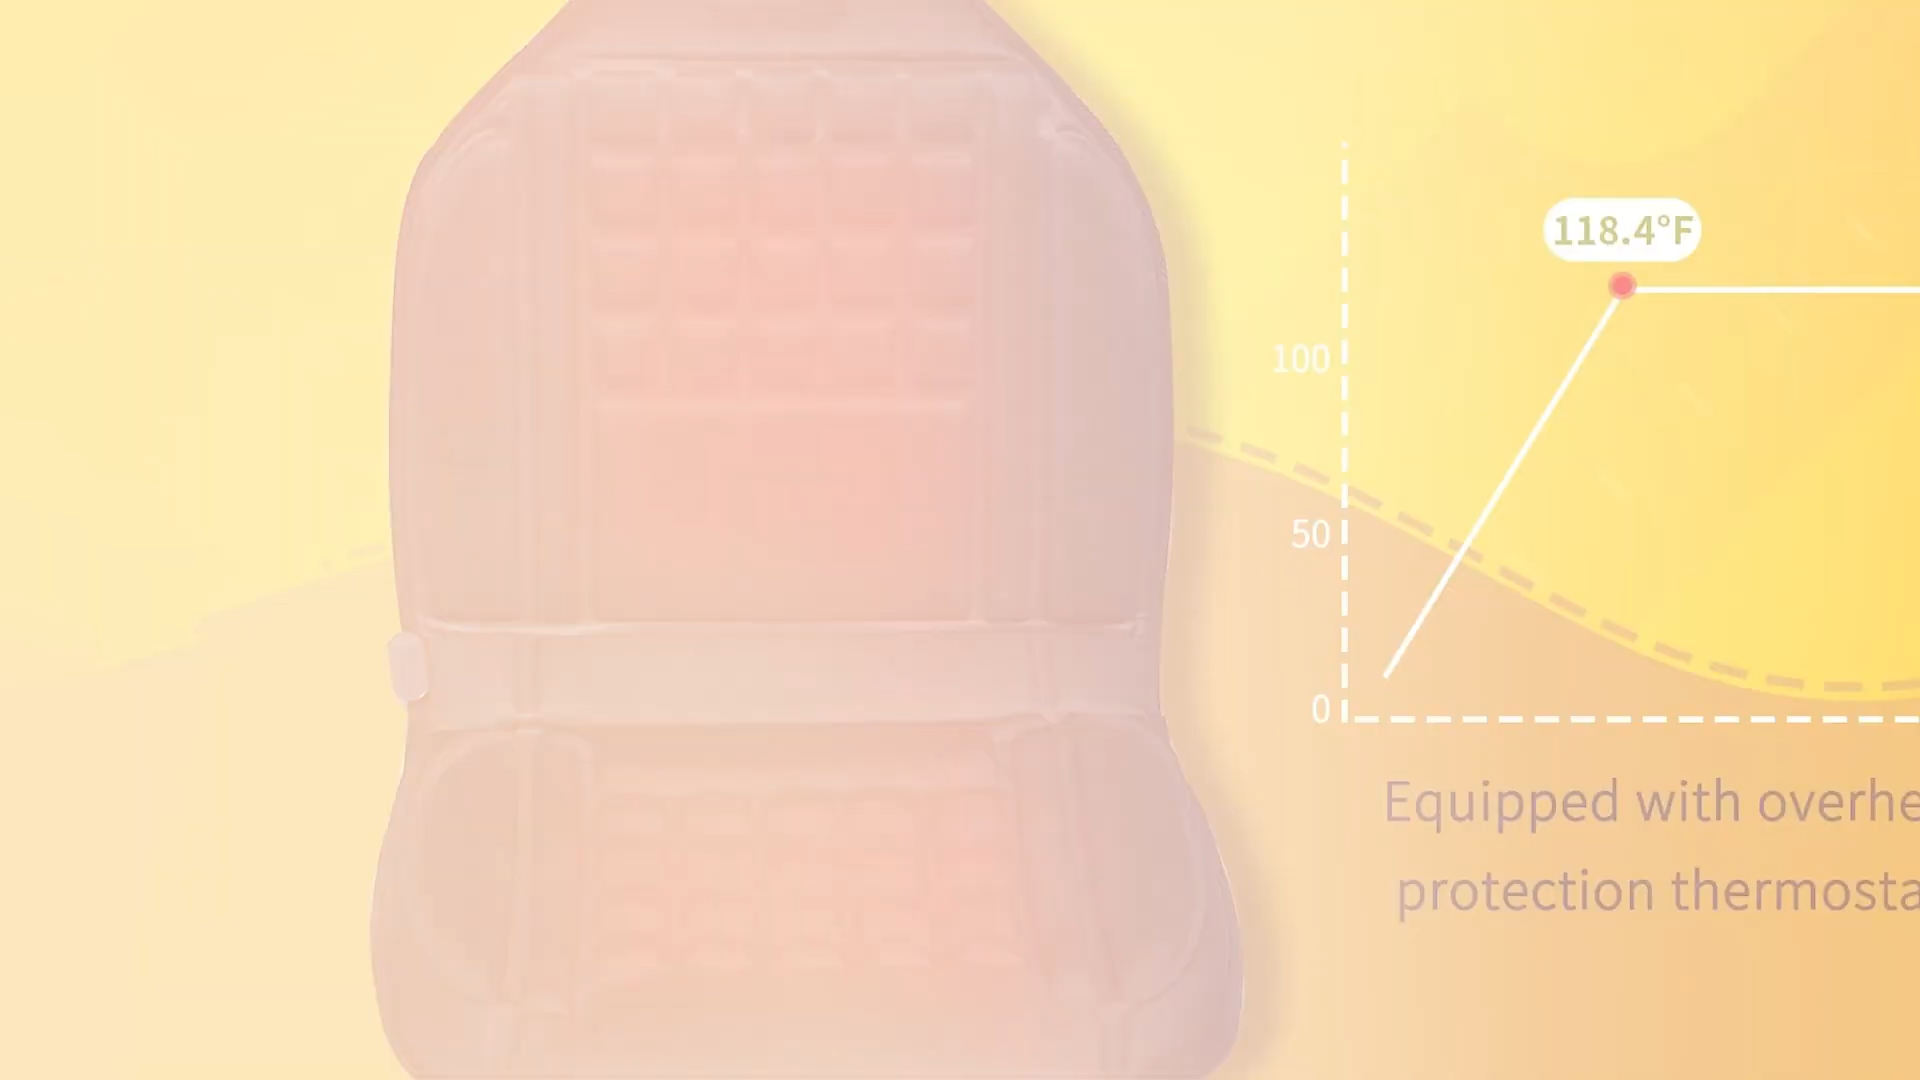 118.4°F
100
50
0
Equipped with overhe
protection thermosta